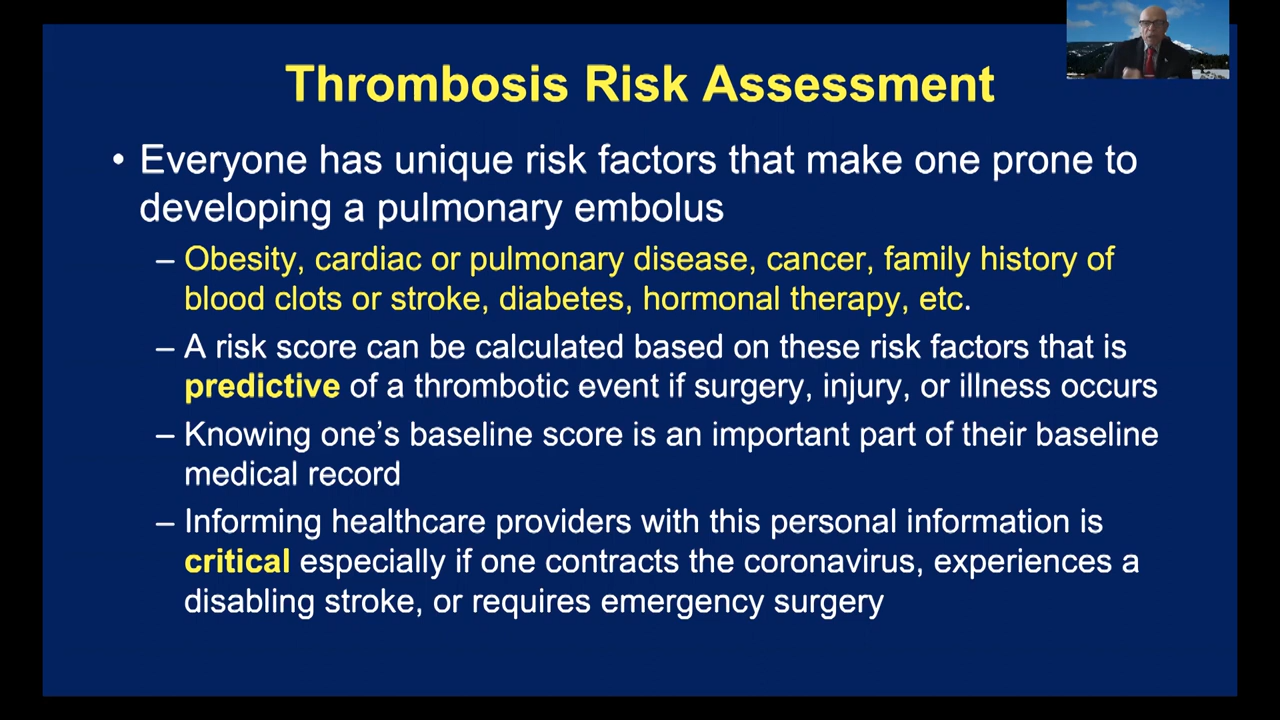 Thrombosis Risk Assessment
• Everyone has unique risk factors that make one prone to
developing a pulmonary embolus
– Obesity, cardiac or pulmonary disease, cancer, family history of
blood clots or stroke, diabetes, hormonal therapy, etc.
– A risk score can be calculated based on these risk factors that is
predictive of a thrombotic event if surgery, injury, or illness occurs
– Knowing one’s baseline score is an important part of their baseline
medical record
– Informing healthcare providers with this personal information is
critical especially if one contracts the coronavirus, experiences a
disabling stroke, or requires emergency surgery